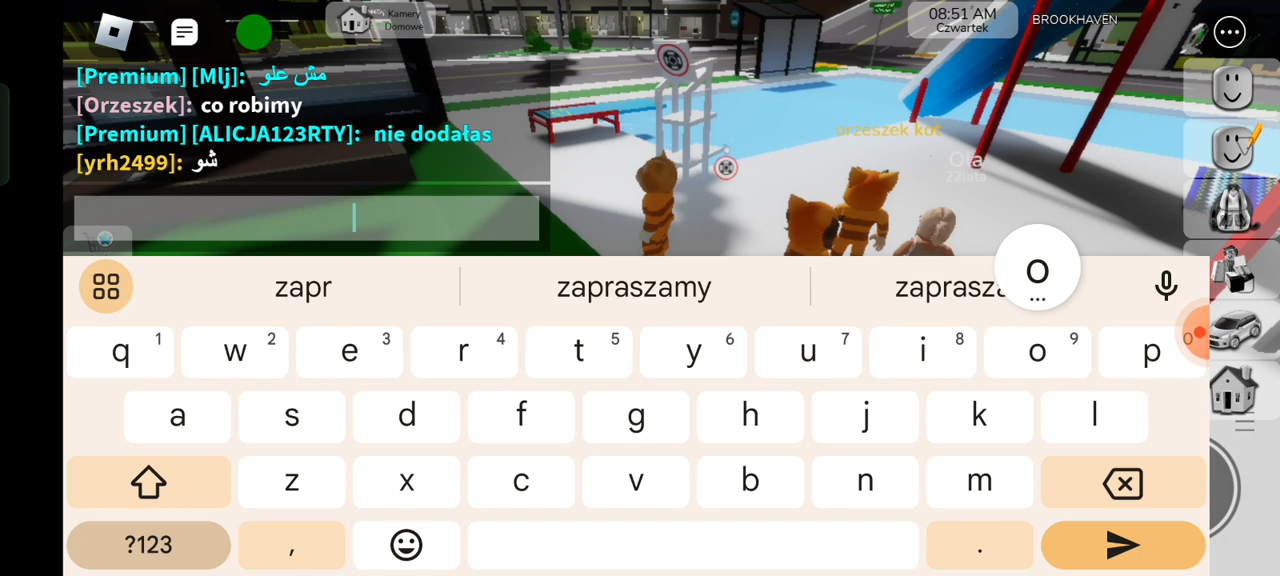 Kamery
Domowe
08:51 AM
Czwartek
BROOKHAVEN
[Premium] [Mlj]: مش علو
[Orzeszek]: co robimy
[Premium] [ALICJA123RTY]: nie dodałas
[yrh2499]: شو
orzeszek kot
Ola
22lata
zapr
zapraszamy
zaprasza
o
q 1 w 2 e 3 r 4 t 5 y 6 u 7 i 8 o 9 p 0
a s d f g h j k l
z x c v b n m
?123 , .